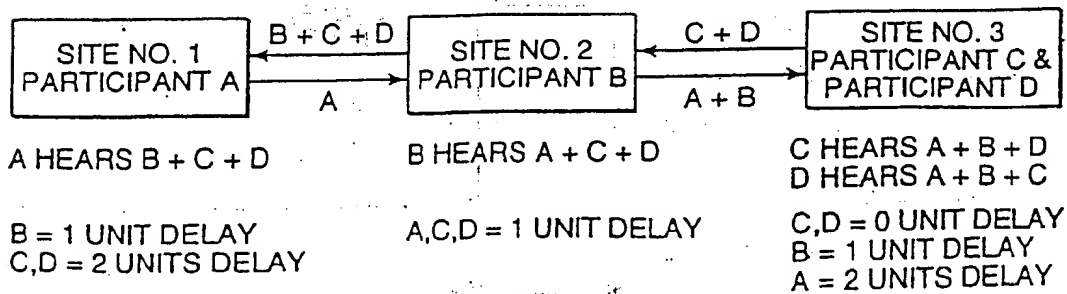 SITE NO. 1
PARTICIPANT A
B + C + D
A
SITE NO. 2
PARTICIPANT B
C + D
A + B
SITE NO. 3
PARTICIPANT C &
PARTICIPANT D
A HEARS B + C + D
B HEARS A + C + D
C HEARS A + B + D
D HEARS A + B + C
B = 1 UNIT DELAY
C,D = 2 UNITS DELAY
A,C,D = 1 UNIT DELAY
C,D = 0 UNIT DELAY
B = 1 UNIT DELAY
A = 2 UNITS DELAY